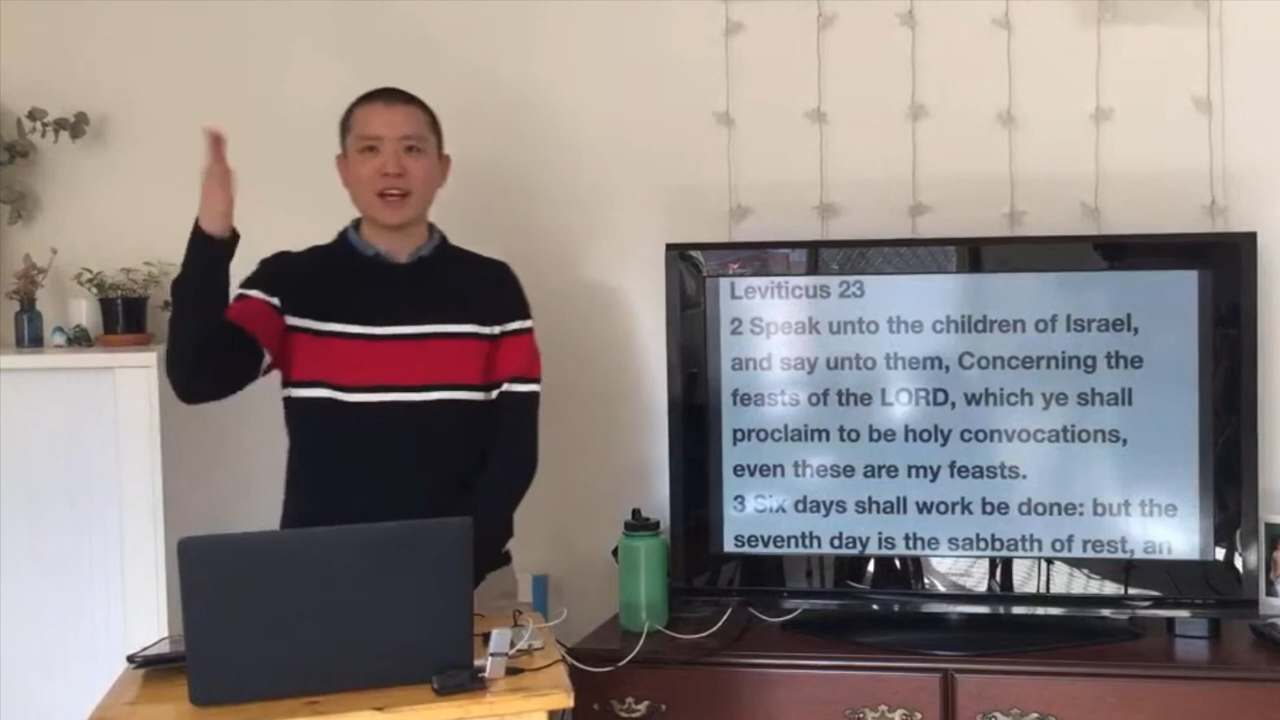 Leviticus 23
2 Speak unto the children of Israel,
and say unto them, Concerning the
feasts of the LORD, which ye shall
proclaim to be holy convocations,
even these are my feasts.
3 Six days shall work be done: but the
seventh day is the sabbath of rest, an